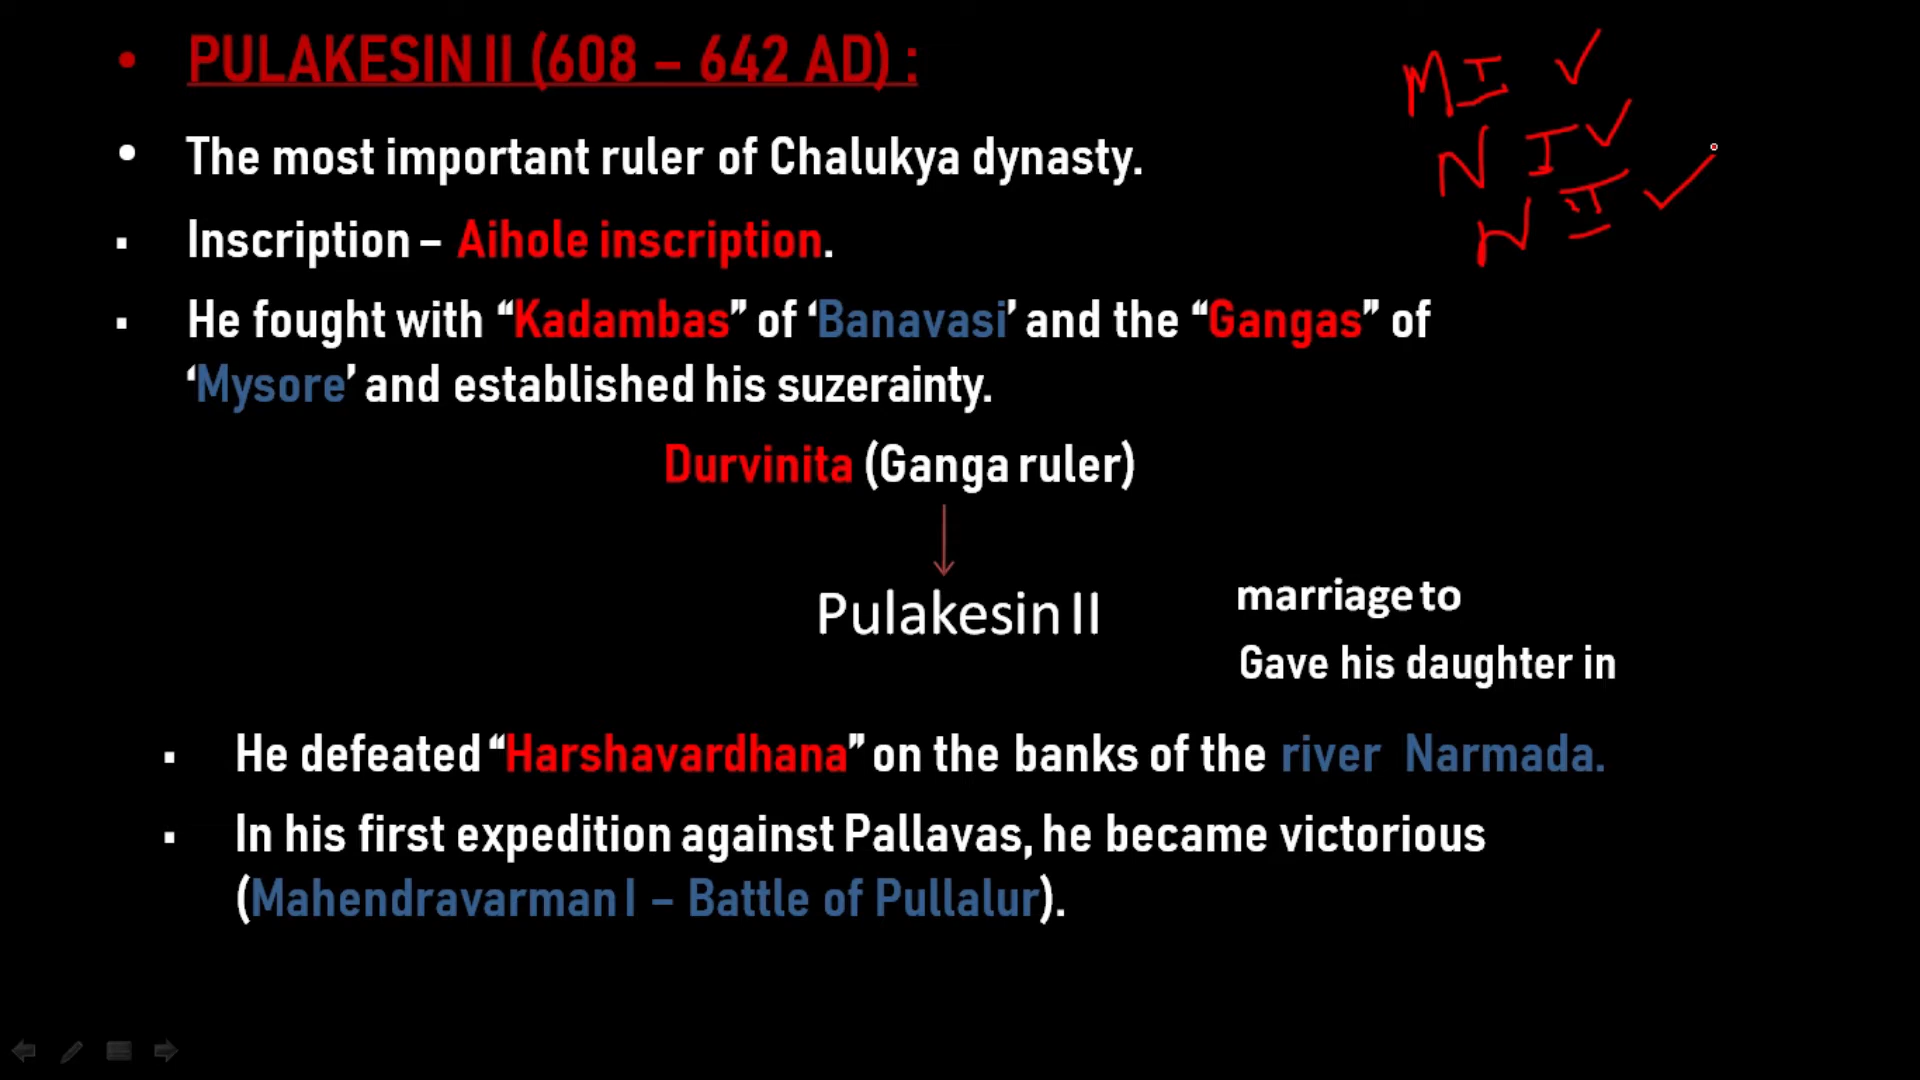 • PULAKESIN II (608 – 642 AD) :
M I ✓
N I ✓
N II ✓
• The most important ruler of Chalukya dynasty.
▪ Inscription – Aihole inscription.
▪ He fought with “Kadambas” of ‘Banavasi’ and the “Gangas” of
‘Mysore’ and established his suzerainty.
Durvinita (Ganga ruler)
Pulakesin II
marriage to
Gave his daughter in
▪ He defeated “Harshavardhana” on the banks of the river Narmada.
▪ In his first expedition against Pallavas, he became victorious
(Mahendravarman I – Battle of Pullalur).